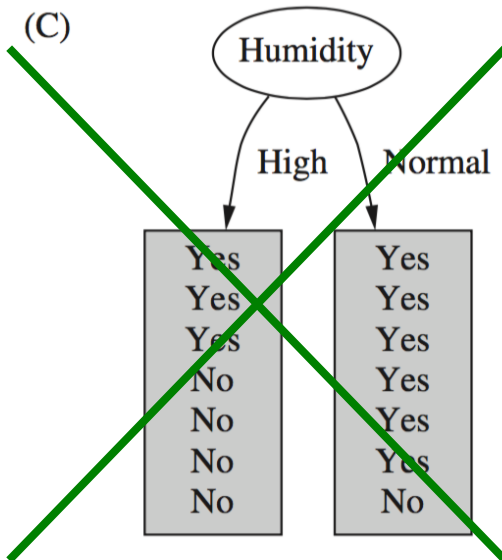 (C)
Humidity
High Normal
Yes Yes
Yes Yes
Yes Yes
No Yes
No Yes
No Yes
No No